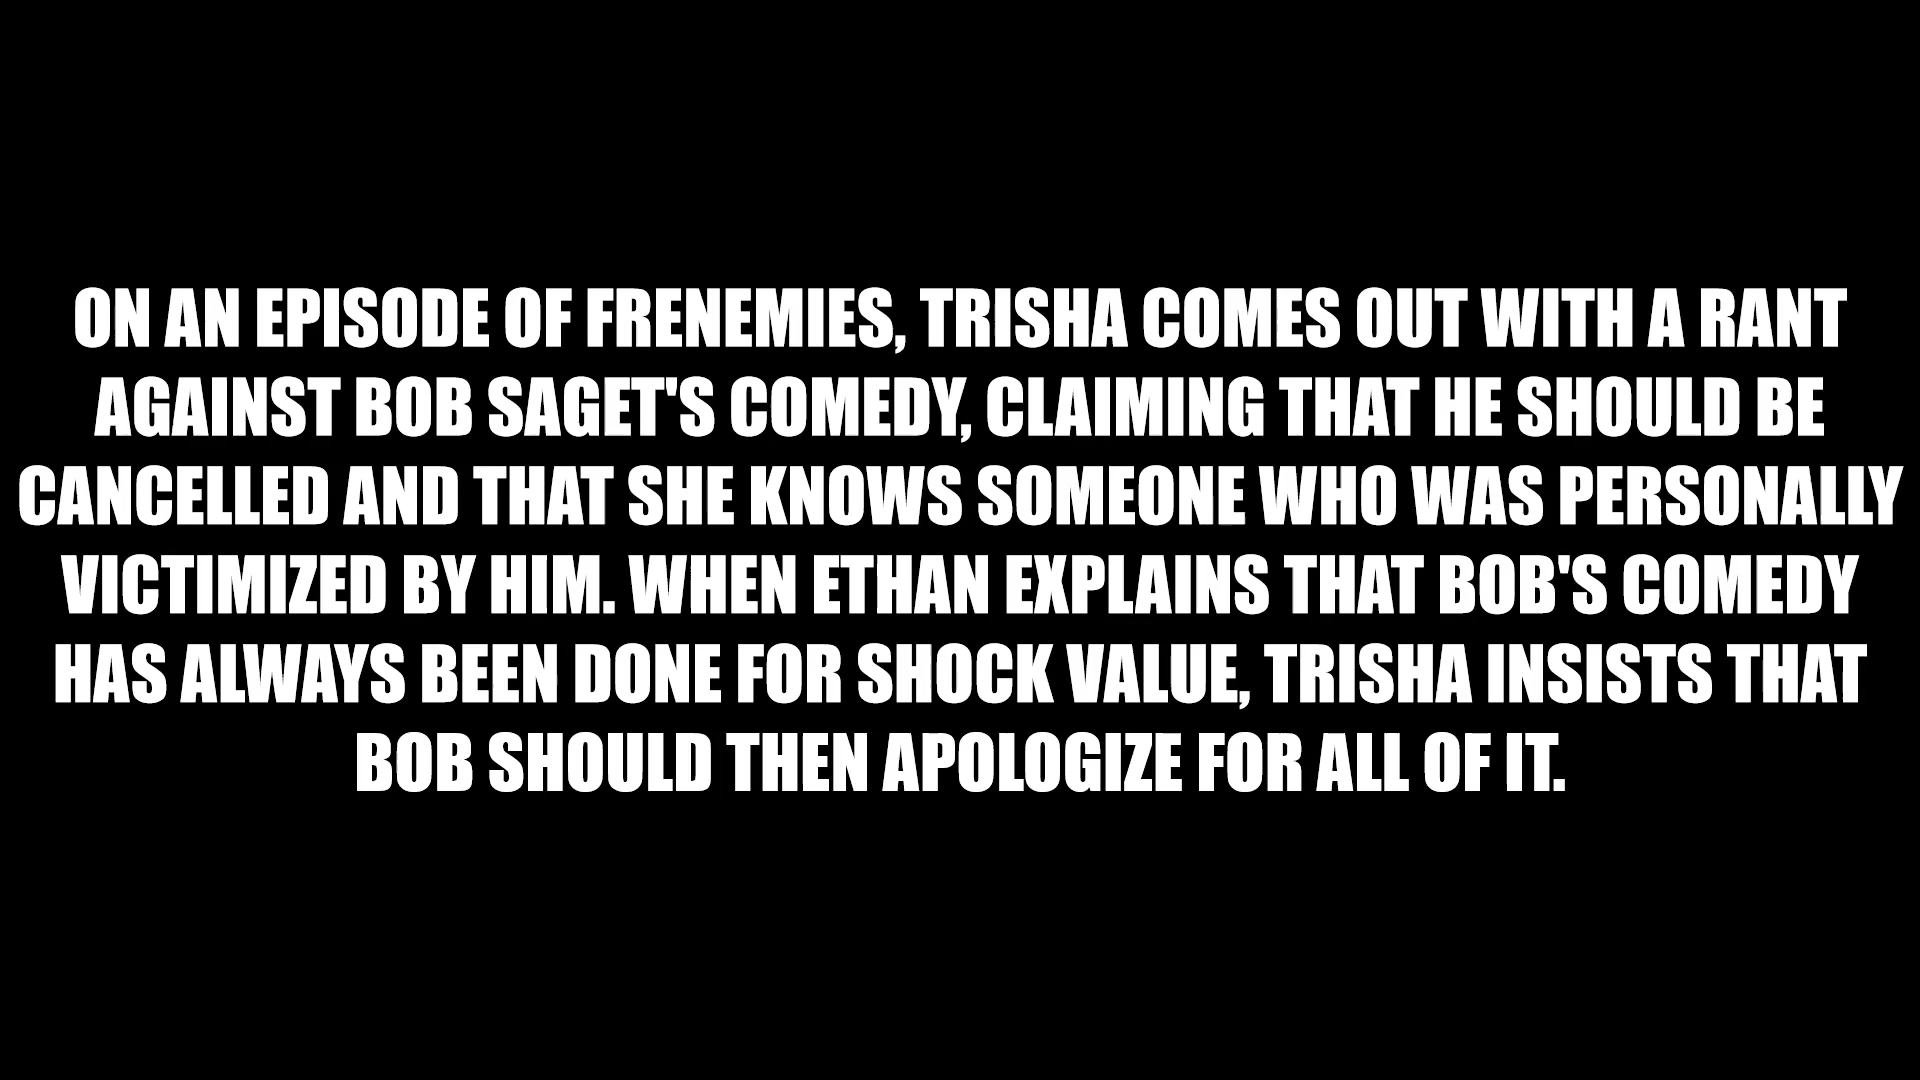 ON AN EPISODE OF FRENEMIES, TRISHA COMES OUT WITH A RANT
AGAINST BOB SAGET'S COMEDY, CLAIMING THAT HE SHOULD BE
CANCELLED AND THAT SHE KNOWS SOMEONE WHO WAS PERSONALLY
VICTIMIZED BY HIM. WHEN ETHAN EXPLAINS THAT BOB'S COMEDY
HAS ALWAYS BEEN DONE FOR SHOCK VALUE, TRISHA INSISTS THAT
BOB SHOULD THEN APOLOGIZE FOR ALL OF IT.